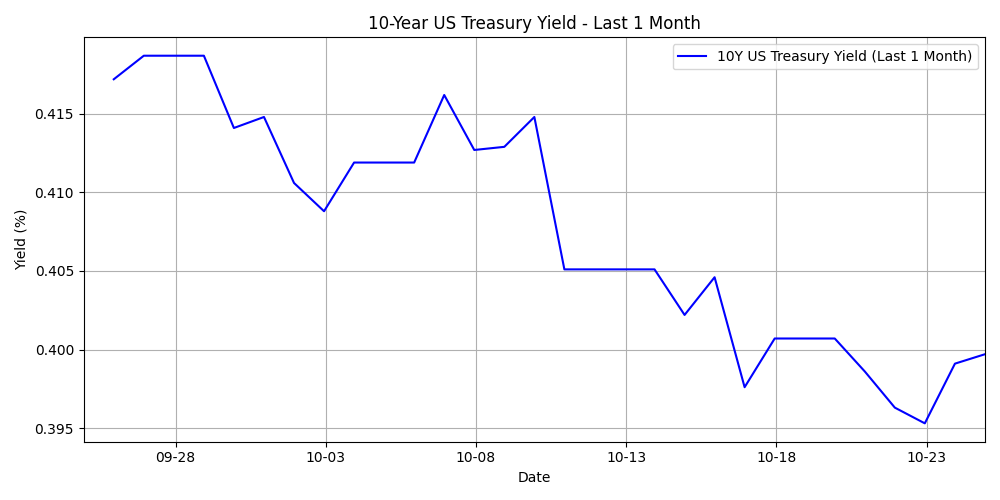 10-Year US Treasury Yield - Last 1 Month
10Y US Treasury Yield (Last 1 Month)
Yield (%)
0.415
0.410
0.405
0.400
0.395
09-28
10-03
10-08
10-13
10-18
10-23
Date